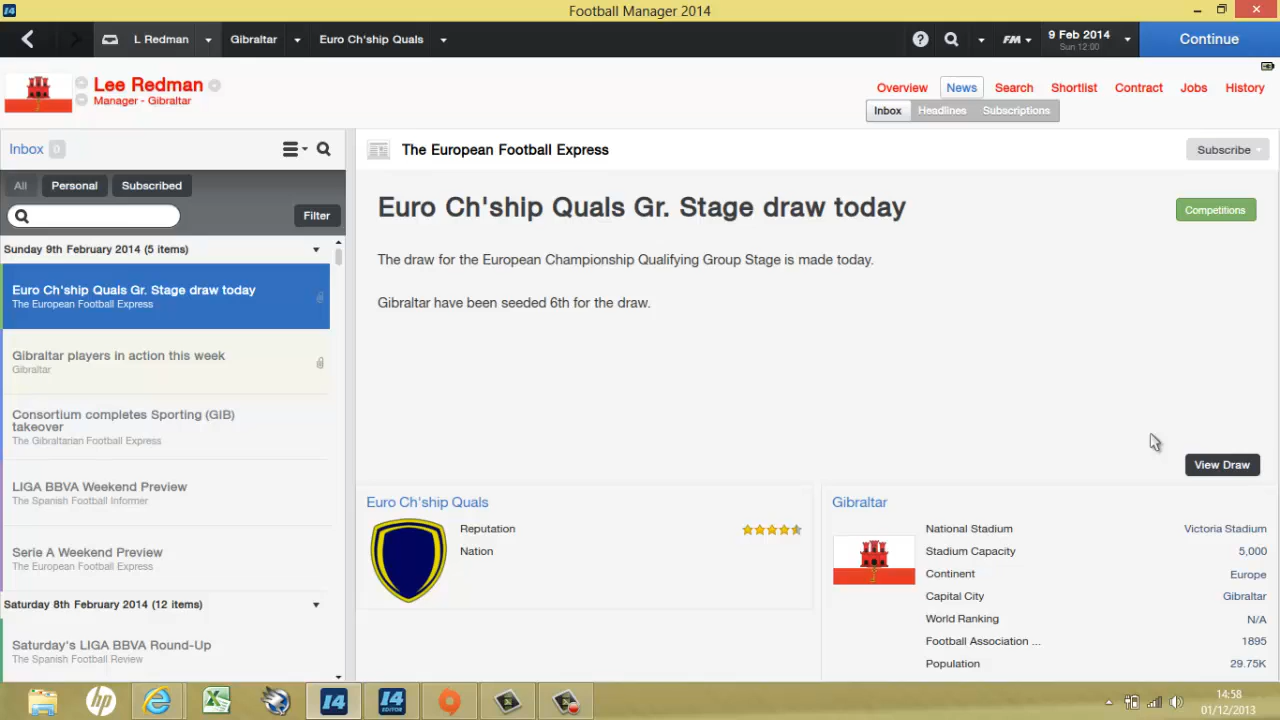 Football Manager 2014
L Redman
Gibraltar
Euro Ch'ship Quals
FM
9 Feb 2014
Sun 12:00
Continue
Lee Redman
Manager - Gibraltar
Overview
News
Search
Shortlist
Contract
Jobs
History
Inbox
Headlines
Subscriptions
Inbox 0
The European Football Express
Subscribe
All
Personal
Subscribed
Filter
Euro Ch'ship Quals Gr. Stage draw today
Competitions
The draw for the European Championship Qualifying Group Stage is made today.
Gibraltar have been seeded 6th for the draw.
View Draw
Sunday 9th February 2014 (5 items)
Euro Ch'ship Quals Gr. Stage draw today
The European Football Express
Gibraltar players in action this week
Gibraltar
Consortium completes Sporting (GIB)
takeover
The Gibraltarian Football Express
LIGA BBVA Weekend Preview
The Spanish Football Informer
Serie A Weekend Preview
The European Football Express
Saturday 8th February 2014 (12 items)
Saturday's LIGA BBVA Round-Up
The Spanish Football Review
Euro Ch'ship Quals
Reputation
Nation
Gibraltar
National Stadium Victoria Stadium
Stadium Capacity 5,000
Continent Europe
Capital City Gibraltar
World Ranking N/A
Football Association ... 1895
Population 29.75K
14
hp
14
14
EDITOR
14:58
01/12/2013